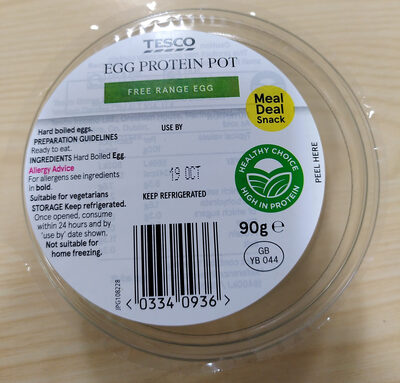 TESCO
EGG PROTEIN POT
FREE RANGE EGG
Meal
Deal
Snack
Hard boiled eggs.
PREPARATION GUIDELINES
Ready to eat.
INGREDIENTS Hard Boiled Egg.
Allergy Advice
For allergens see ingredients
in bold.
Suitable for vegetarians
STORAGE Keep refrigerated.
Once opened, consume
within 24 hours and by
'use by' date shown.
Not suitable for
home freezing.
USE BY
19 OCT
KEEP REFRIGERATED
HEALTHY CHOICE
HIGH IN PROTEIN
PEEL HERE
90g e
GB
YB 044
JPG108228
<03340936>